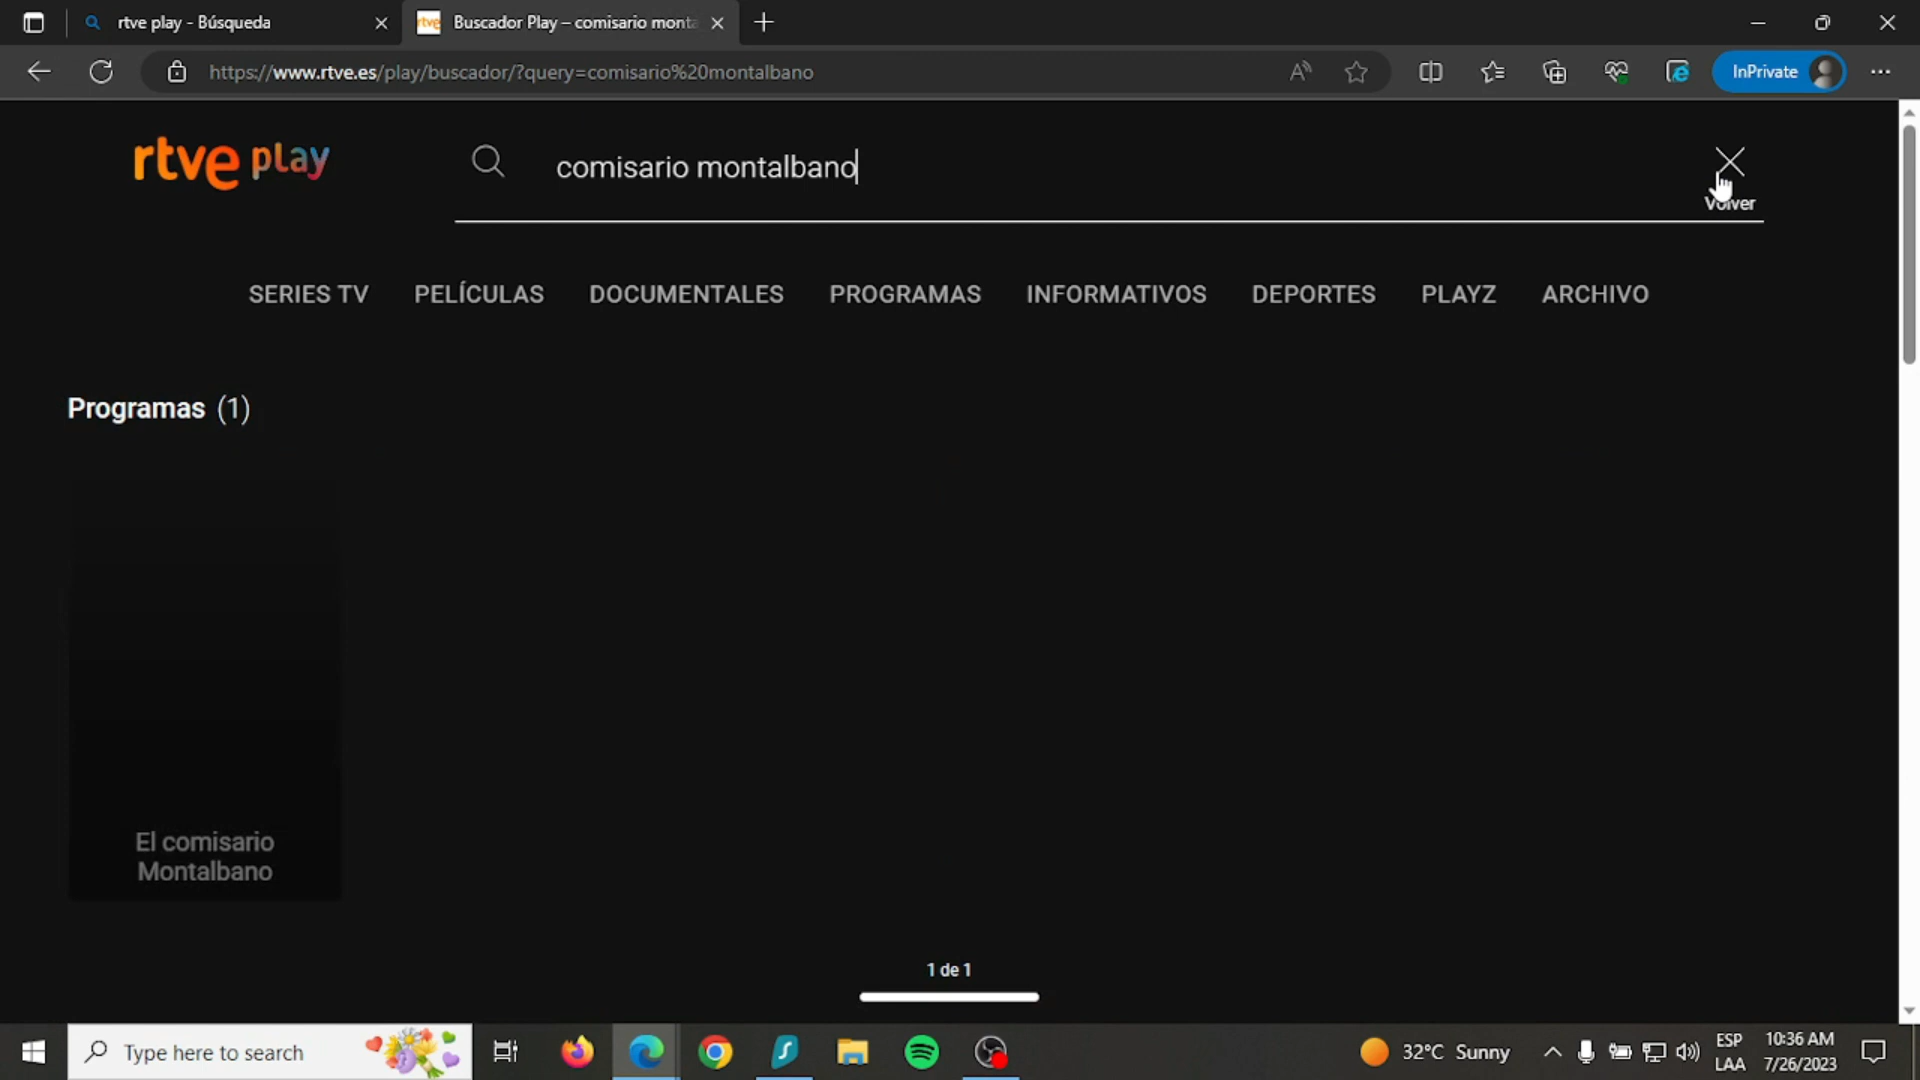 rtve play - Búsqueda
rtve
Buscador Play – comisario monta
https://www.rtve.es/play/buscador/?query=comisario%20montalbano
InPrivate
rtve play
comisario montalbano
Volver
SERIES TV PELÍCULAS DOCUMENTALES PROGRAMAS INFORMATIVOS DEPORTES PLAYZ ARCHIVO
Programas (1)
El comisario
Montalbano
1 de 1
Type here to search
32°C Sunny
ESP
LAA
10:36 AM
7/26/2023